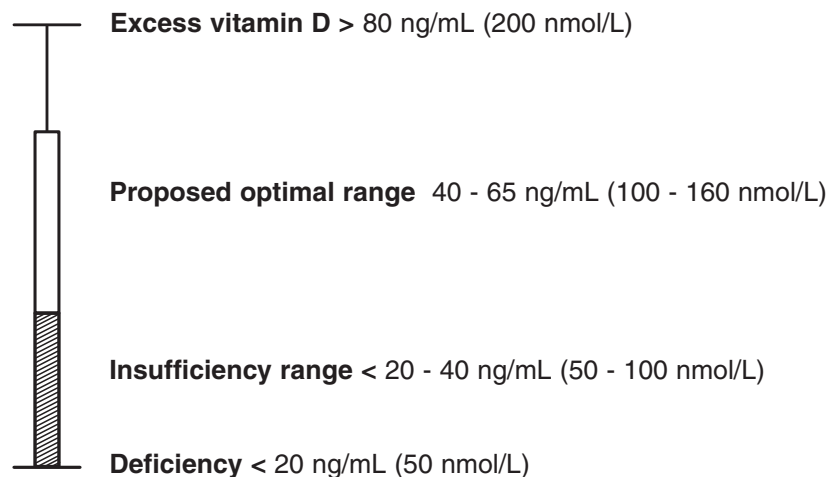 Excess vitamin D > 80 ng/mL (200 nmol/L)
Proposed optimal range 40 - 65 ng/mL (100 - 160 nmol/L)
Insufficiency range < 20 - 40 ng/mL (50 - 100 nmol/L)
Deficiency < 20 ng/mL (50 nmol/L)